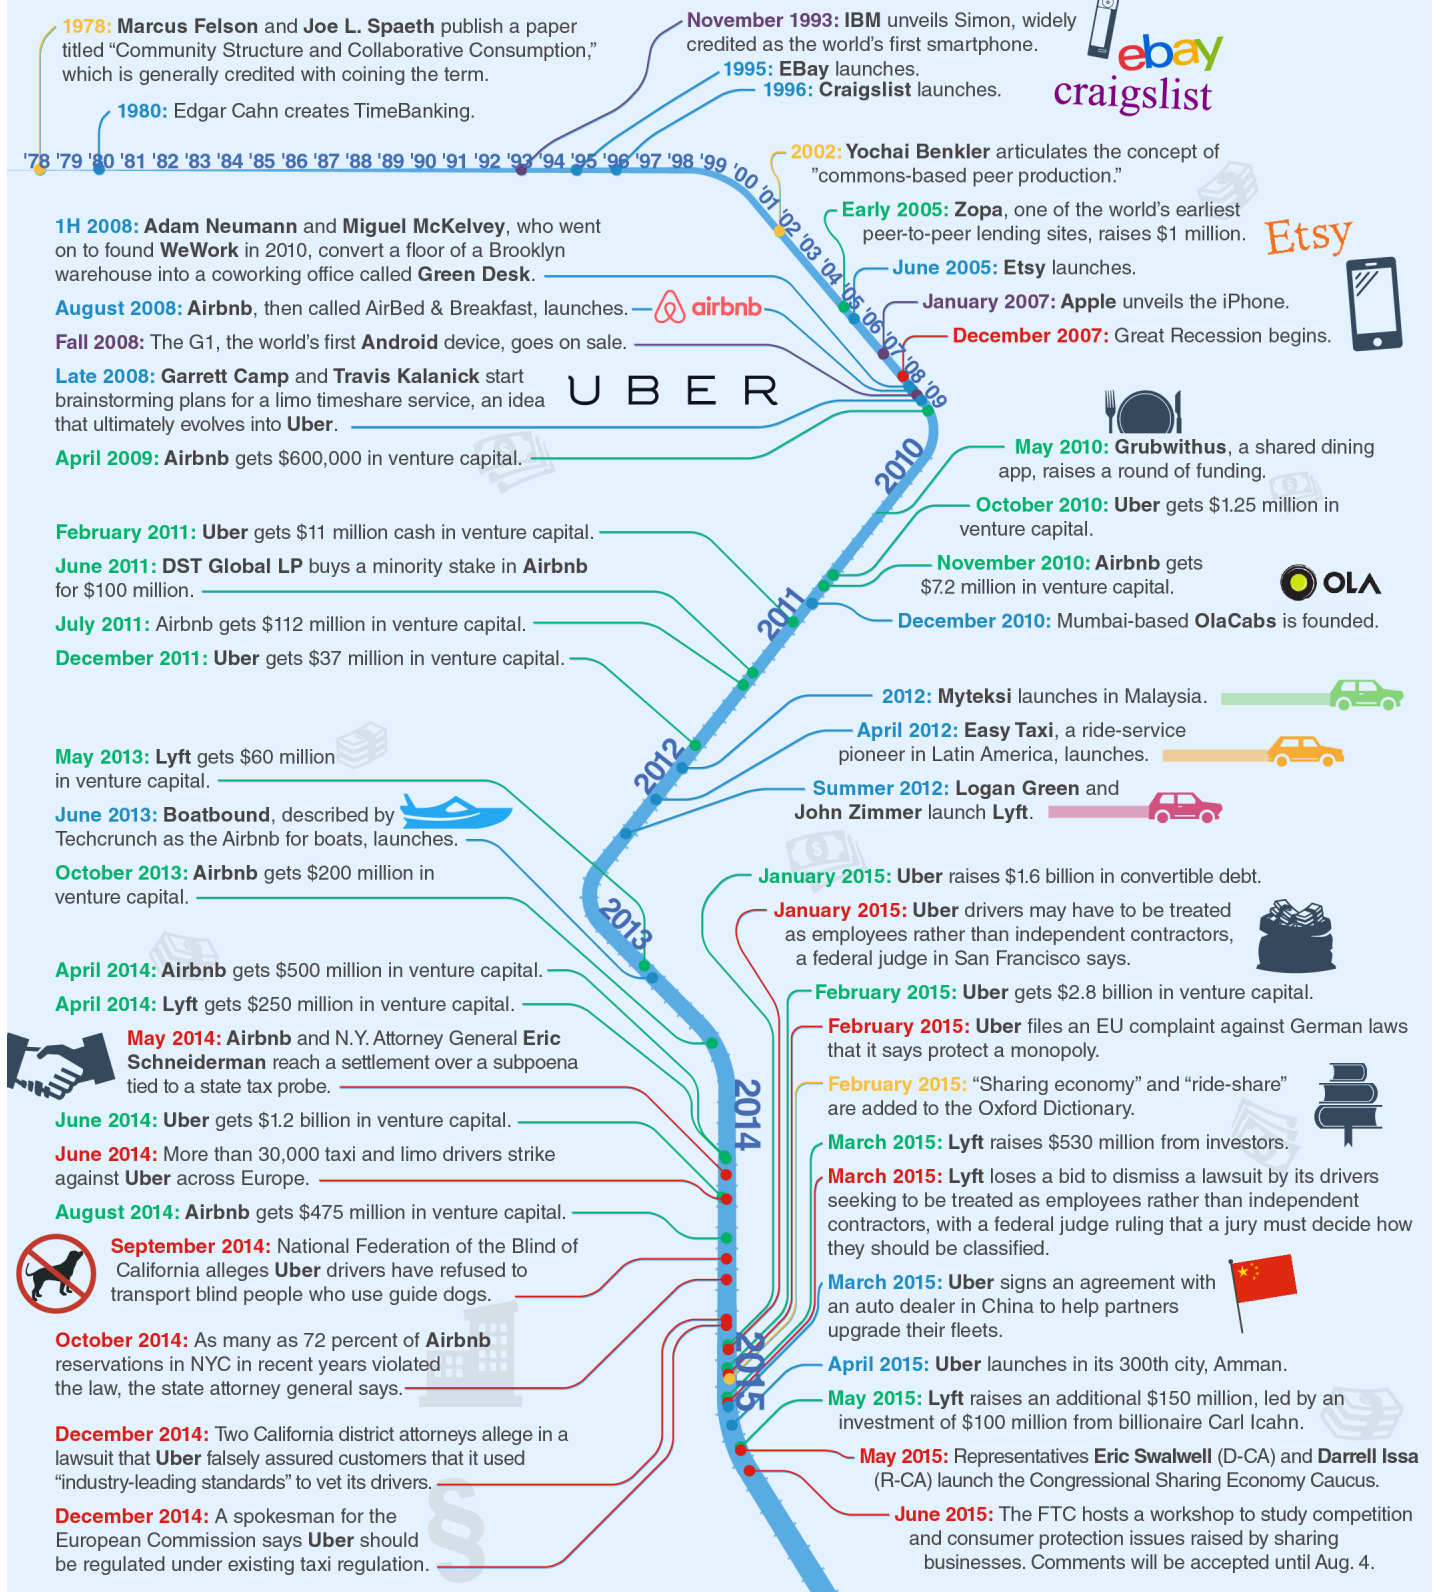 1978: Marcus Felson and Joe L. Spaeth publish a paper
titled “Community Structure and Collaborative Consumption,”
which is generally credited with coining the term.
1980: Edgar Cahn creates TimeBanking.
November 1993: IBM unveils Simon, widely
credited as the world’s first smartphone.
1995: EBay launches.
1996: Craigslist launches.
ebay
craigslist
'78 '79 '80 '81 '82 '83 '84 '85 '86 '87 '88 '89 '90 '91 '92 '93 '94 '95 '96 '97 '98 '99 '00 '01 '02 '03 '04 '05 '06 '07 '08 '09
2002: Yochai Benkler articulates the concept of
”commons-based peer production.”
Early 2005: Zopa, one of the world’s earliest
peer-to-peer lending sites, raises $1 million.
Etsy
June 2005: Etsy launches.
January 2007: Apple unveils the iPhone.
December 2007: Great Recession begins.
1H 2008: Adam Neumann and Miguel McKelvey, who went
on to found WeWork in 2010, convert a floor of a Brooklyn
warehouse into a coworking office called Green Desk.
August 2008: Airbnb, then called AirBed & Breakfast, launches.
airbnb
Fall 2008: The G1, the world’s first Android device, goes on sale.
Late 2008: Garrett Camp and Travis Kalanick start
brainstorming plans for a limo timeshare service, an idea
that ultimately evolves into Uber.
UBER
April 2009: Airbnb gets $600,000 in venture capital.
2010
May 2010: Grubwithus, a shared dining
app, raises a round of funding.
October 2010: Uber gets $1.25 million in
venture capital.
November 2010: Airbnb gets
$7.2 million in venture capital.
OLA
December 2010: Mumbai-based OlaCabs is founded.
February 2011: Uber gets $11 million cash in venture capital.
June 2011: DST Global LP buys a minority stake in Airbnb
for $100 million.
July 2011: Airbnb gets $112 million in venture capital.
December 2011: Uber gets $37 million in venture capital.
2011
2012: Myteksi launches in Malaysia.
April 2012: Easy Taxi, a ride-service
pioneer in Latin America, launches.
Summer 2012: Logan Green and
John Zimmer launch Lyft.
2012
May 2013: Lyft gets $60 million
in venture capital.
June 2013: Boatbound, described by
Techcrunch as the Airbnb for boats, launches.
October 2013: Airbnb gets $200 million in
venture capital.
2013
April 2014: Airbnb gets $500 million in venture capital.
April 2014: Lyft gets $250 million in venture capital.
May 2014: Airbnb and N.Y. Attorney General Eric
Schneiderman reach a settlement over a subpoena
tied to a state tax probe.
June 2014: Uber gets $1.2 billion in venture capital.
June 2014: More than 30,000 taxi and limo drivers strike
against Uber across Europe.
August 2014: Airbnb gets $475 million in venture capital.
September 2014: National Federation of the Blind of
California alleges Uber drivers have refused to
transport blind people who use guide dogs.
October 2014: As many as 72 percent of Airbnb
reservations in NYC in recent years violated
the law, the state attorney general says.
December 2014: Two California district attorneys allege in a
lawsuit that Uber falsely assured customers that it used
“industry-leading standards” to vet its drivers.
December 2014: A spokesman for the
European Commission says Uber should
be regulated under existing taxi regulation.
§
2014
January 2015: Uber raises $1.6 billion in convertible debt.
January 2015: Uber drivers may have to be treated
as employees rather than independent contractors,
a federal judge in San Francisco says.
February 2015: Uber gets $2.8 billion in venture capital.
February 2015: Uber files an EU complaint against German laws
that it says protect a monopoly.
February 2015: “Sharing economy” and “ride-share”
are added to the Oxford Dictionary.
March 2015: Lyft raises $530 million from investors.
March 2015: Lyft loses a bid to dismiss a lawsuit by its drivers
seeking to be treated as employees rather than independent
contractors, with a federal judge ruling that a jury must decide how
they should be classified.
March 2015: Uber signs an agreement with
an auto dealer in China to help partners
upgrade their fleets.
2015
April 2015: Uber launches in its 300th city, Amman.
May 2015: Lyft raises an additional $150 million, led by an
investment of $100 million from billionaire Carl Icahn.
May 2015: Representatives Eric Swalwell (D-CA) and Darrell Issa
(R-CA) launch the Congressional Sharing Economy Caucus.
June 2015: The FTC hosts a workshop to study competition
and consumer protection issues raised by sharing
businesses. Comments will be accepted until Aug. 4.